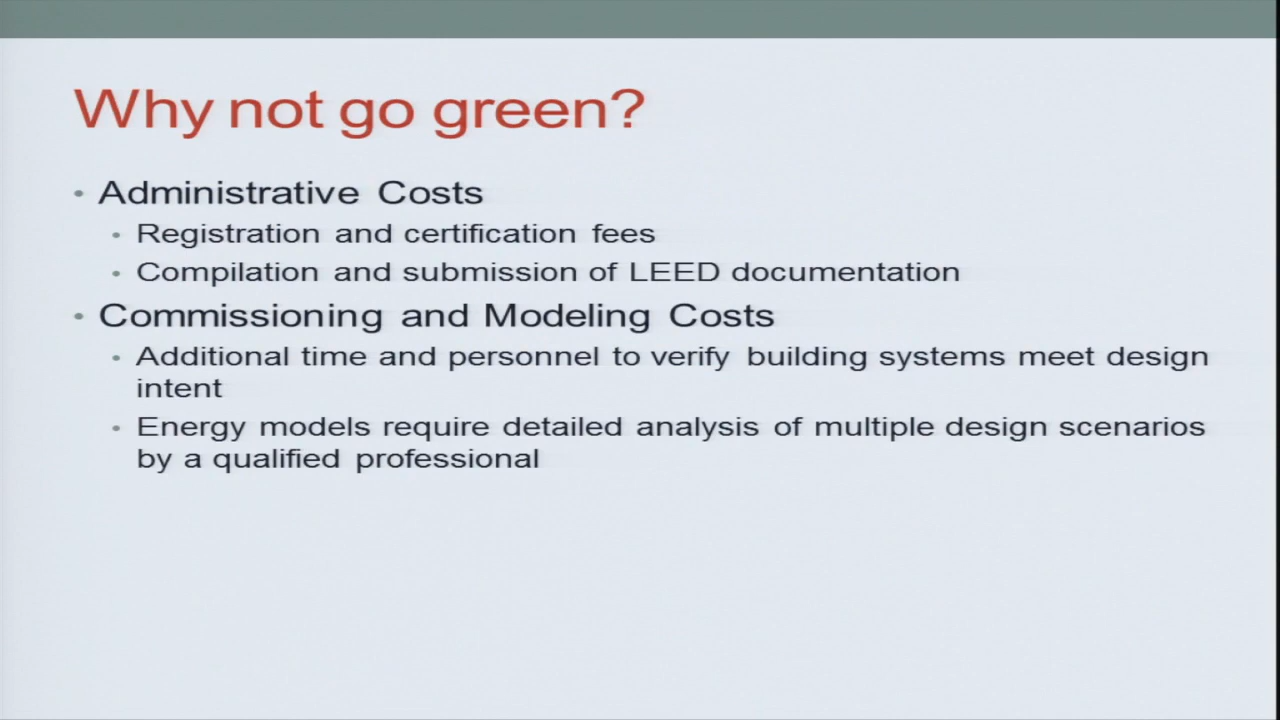 Why not go green?
• Administrative Costs
• Registration and certification fees
• Compilation and submission of LEED documentation
• Commissioning and Modeling Costs
• Additional time and personnel to verify building systems meet design
intent
• Energy models require detailed analysis of multiple design scenarios
by a qualified professional